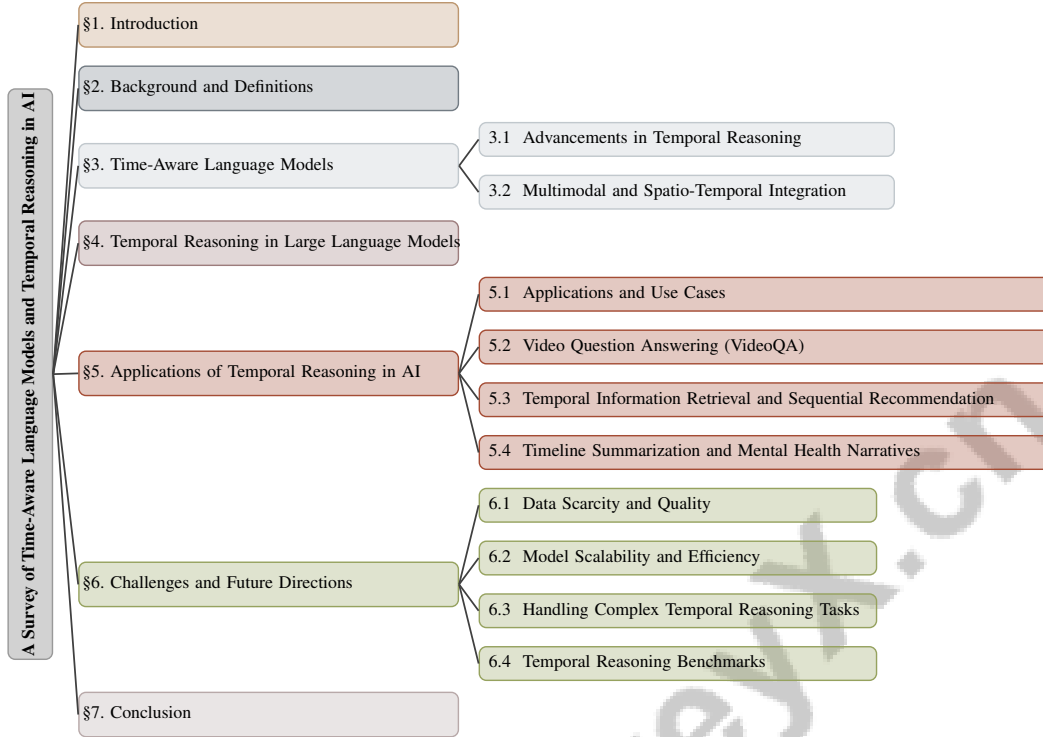 A Survey of Time-Aware Language Models and Temporal Reasoning in AI
§1. Introduction
§2. Background and Definitions
§3. Time-Aware Language Models
3.1 Advancements in Temporal Reasoning
3.2 Multimodal and Spatio-Temporal Integration
§4. Temporal Reasoning in Large Language Models
§5. Applications of Temporal Reasoning in AI
5.1 Applications and Use Cases
5.2 Video Question Answering (VideoQA)
5.3 Temporal Information Retrieval and Sequential Recommendation
5.4 Timeline Summarization and Mental Health Narratives
§6. Challenges and Future Directions
6.1 Data Scarcity and Quality
6.2 Model Scalability and Efficiency
6.3 Handling Complex Temporal Reasoning Tasks
6.4 Temporal Reasoning Benchmarks
§7. Conclusion
eyx.cn